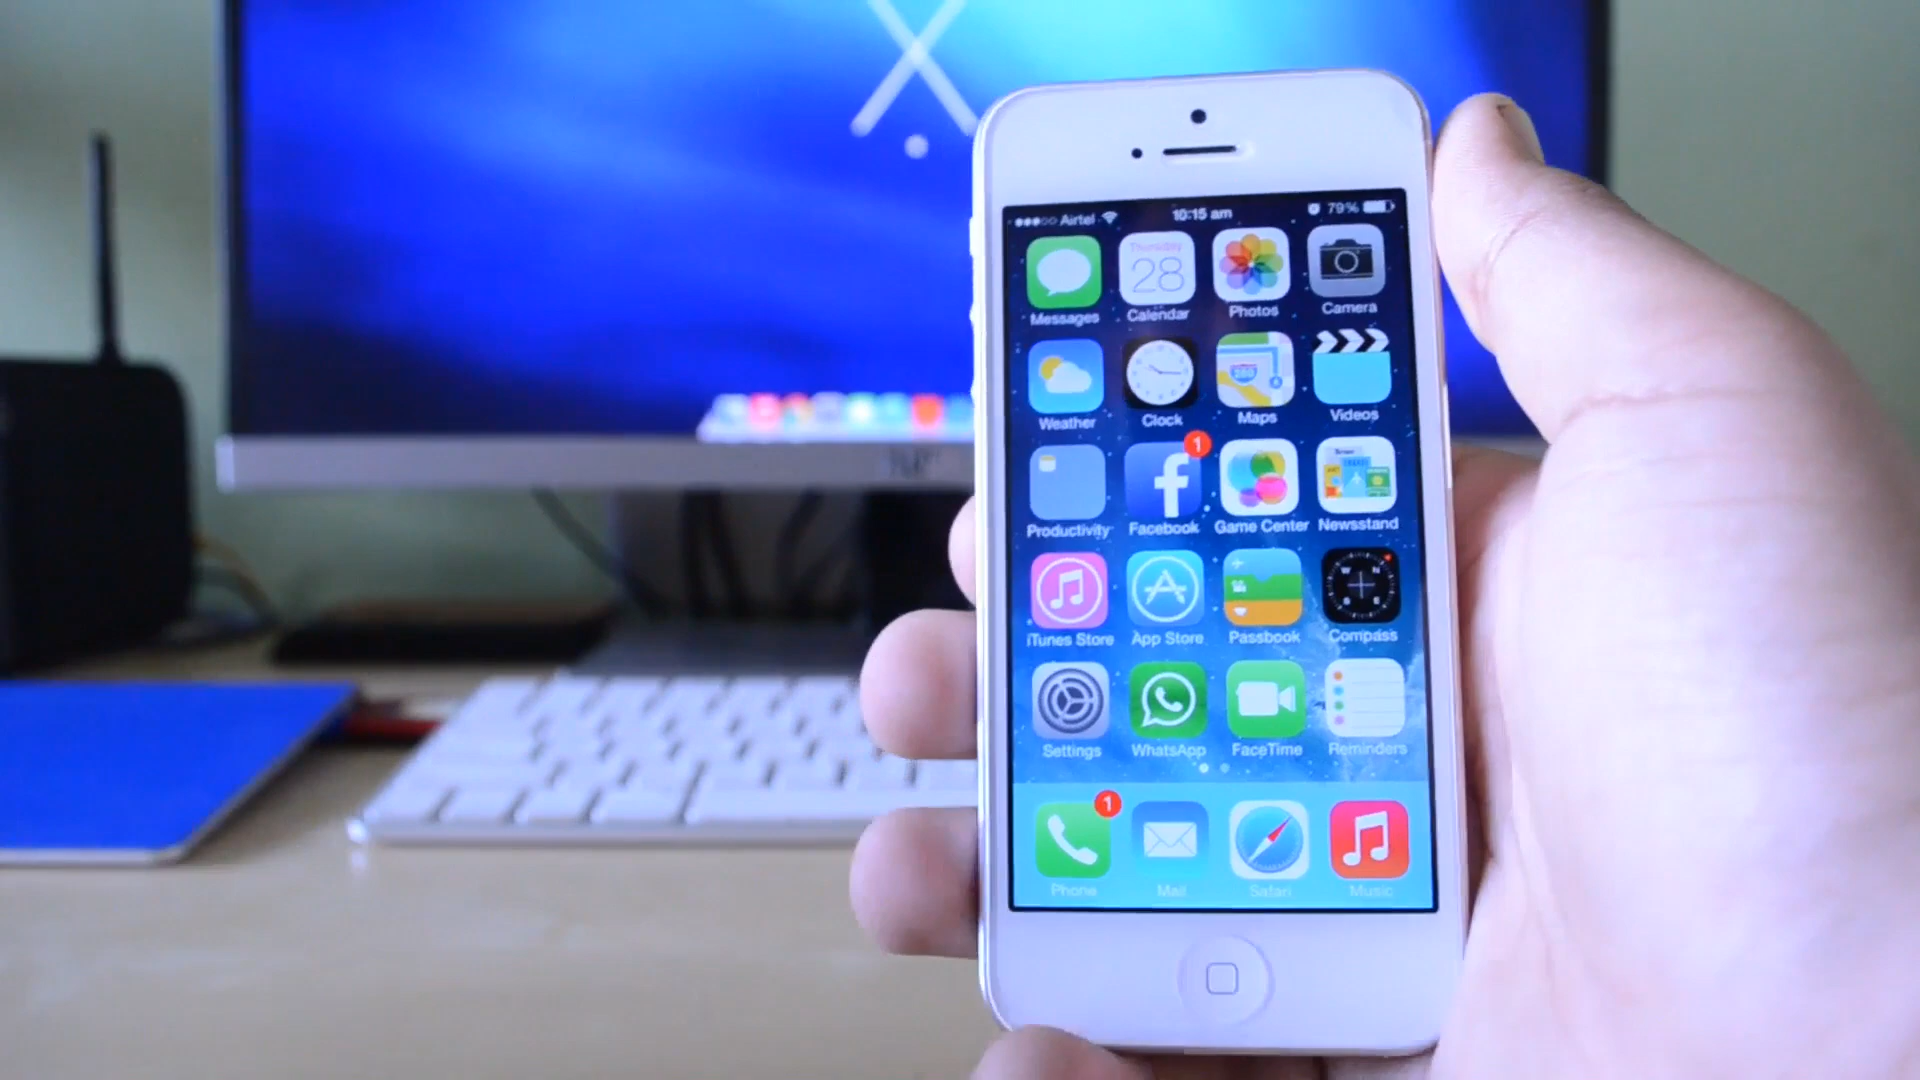 Airtel 10:15 am 79%
Thursday
28
Messages Calendar Photos Camera
280
Weather Clock Maps Videos
1
Productivity Facebook Game Center Newsstand
iTunes Store App Store Passbook Compass
Settings WhatsApp FaceTime Reminders
1
Phone Mail Safari Music